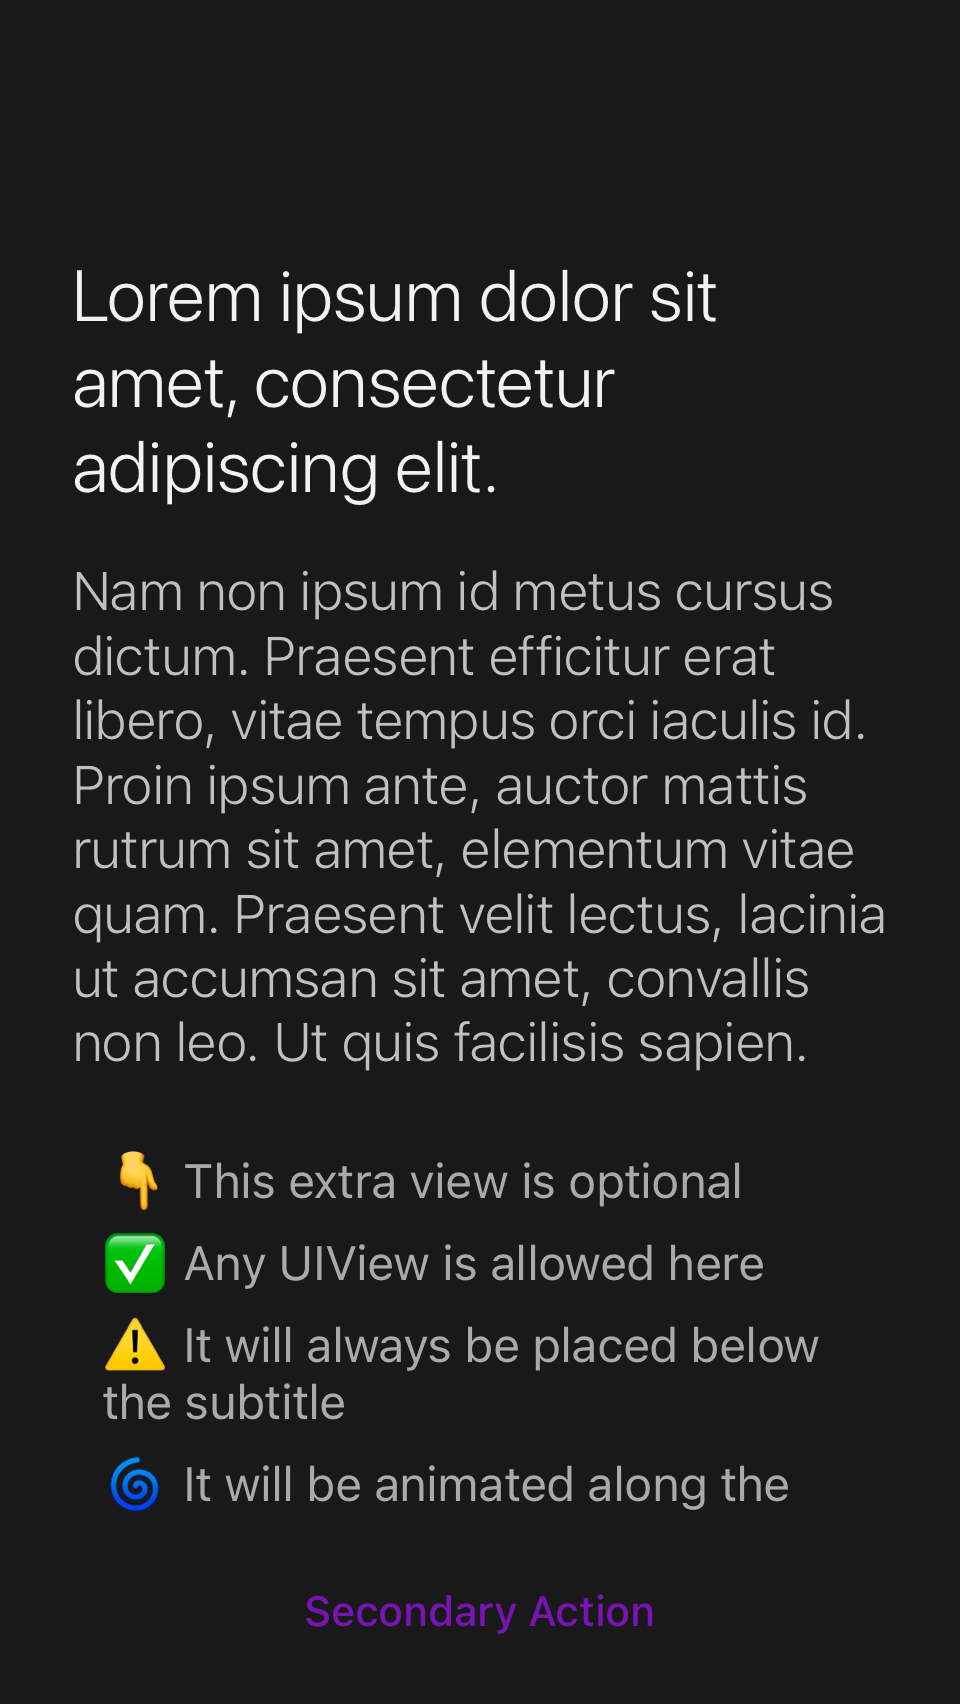 Lorem ipsum dolor sit
amet, consectetur
adipiscing elit.
Nam non ipsum id metus cursus
dictum. Praesent efficitur erat
libero, vitae tempus orci iaculis id.
Proin ipsum ante, auctor mattis
rutrum sit amet, elementum vitae
quam. Praesent velit lectus, lacinia
ut accumsan sit amet, convallis
non leo. Ut quis facilisis sapien.
👇 This extra view is optional
✅ Any UIView is allowed here
⚠️ It will always be placed below
the subtitle
🌀 It will be animated along the
Secondary Action